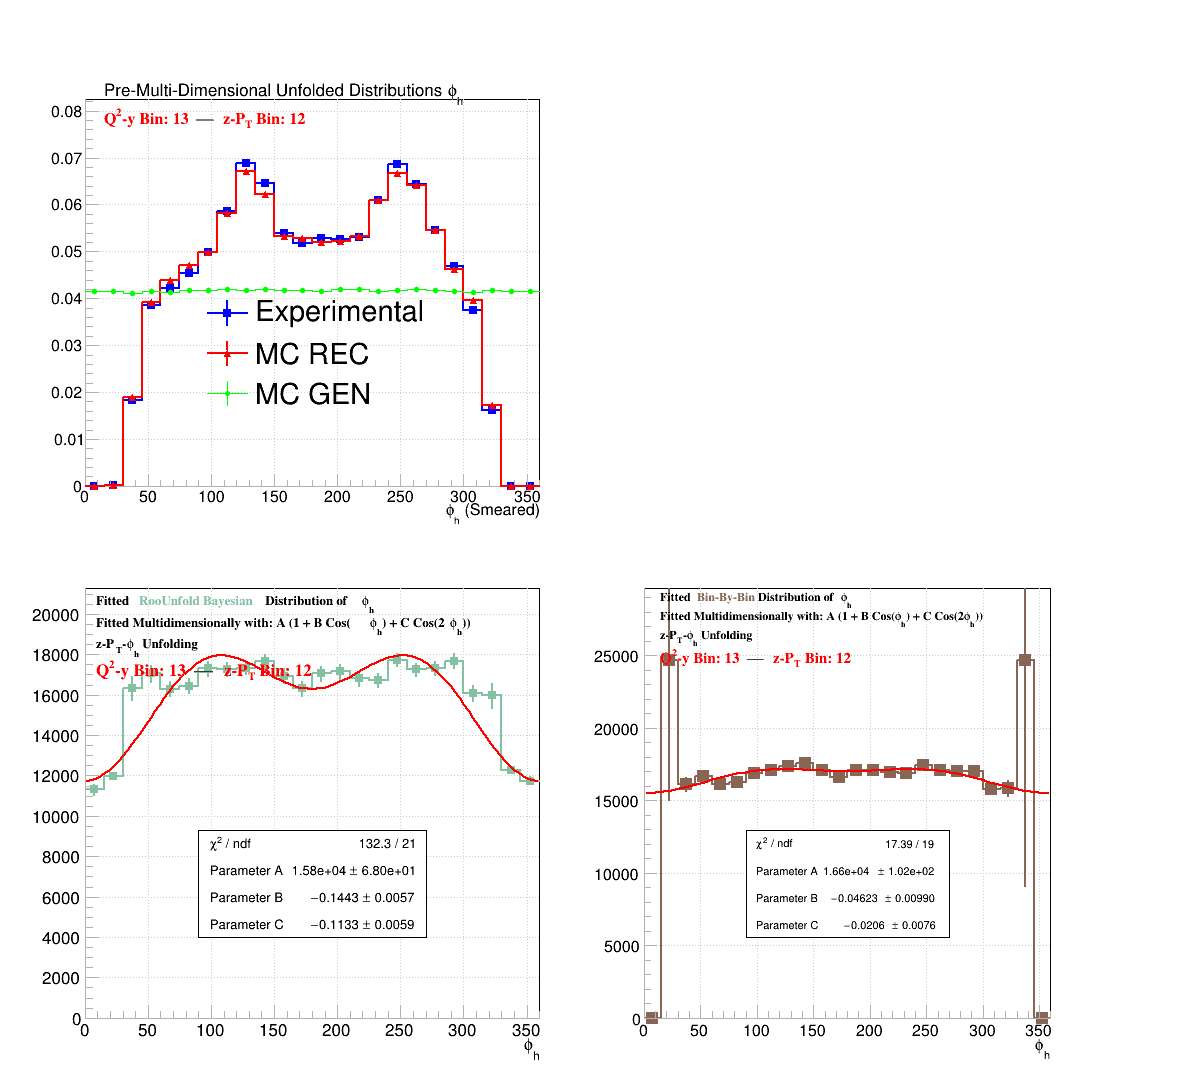 Pre-Multi-Dimensional Unfolded Distributions ϕh
Q²-y Bin: 13 — z-PT Bin: 12
0.08
0.07
0.06
0.05
0.04
0.03
0.02
0.01
0
Experimental
MC REC
MC GEN
0 50 100 150 200 250 300 350
ϕh (Smeared)
Fitted RooUnfold Bayesian Distribution of ϕh
Fitted Multidimensionally with: A (1 + B Cos( ϕh) + C Cos(2 ϕh))
z-PT-ϕh Unfolding
Q²-y Bin: 13 — z-PT Bin: 12
20000
18000
16000
14000
12000
10000
8000
6000
4000
2000
0
χ² / ndf 132.3 / 21
Parameter A 1.58e+04 ± 6.80e+01
Parameter B −0.1443 ± 0.0057
Parameter C −0.1133 ± 0.0059
0 50 100 150 200 250 300 350
ϕh
Fitted Bin-By-Bin Distribution of ϕh
Fitted Multidimensionally with: A (1 + B Cos(ϕh) + C Cos(2ϕh))
z-PT-ϕh Unfolding
Q²-y Bin: 13 — z-PT Bin: 12
25000
20000
15000
10000
5000
0
χ² / ndf 17.39 / 19
Parameter A 1.66e+04 ± 1.02e+02
Parameter B −0.04623 ± 0.00990
Parameter C −0.0206 ± 0.0076
0 50 100 150 200 250 300 350
ϕh